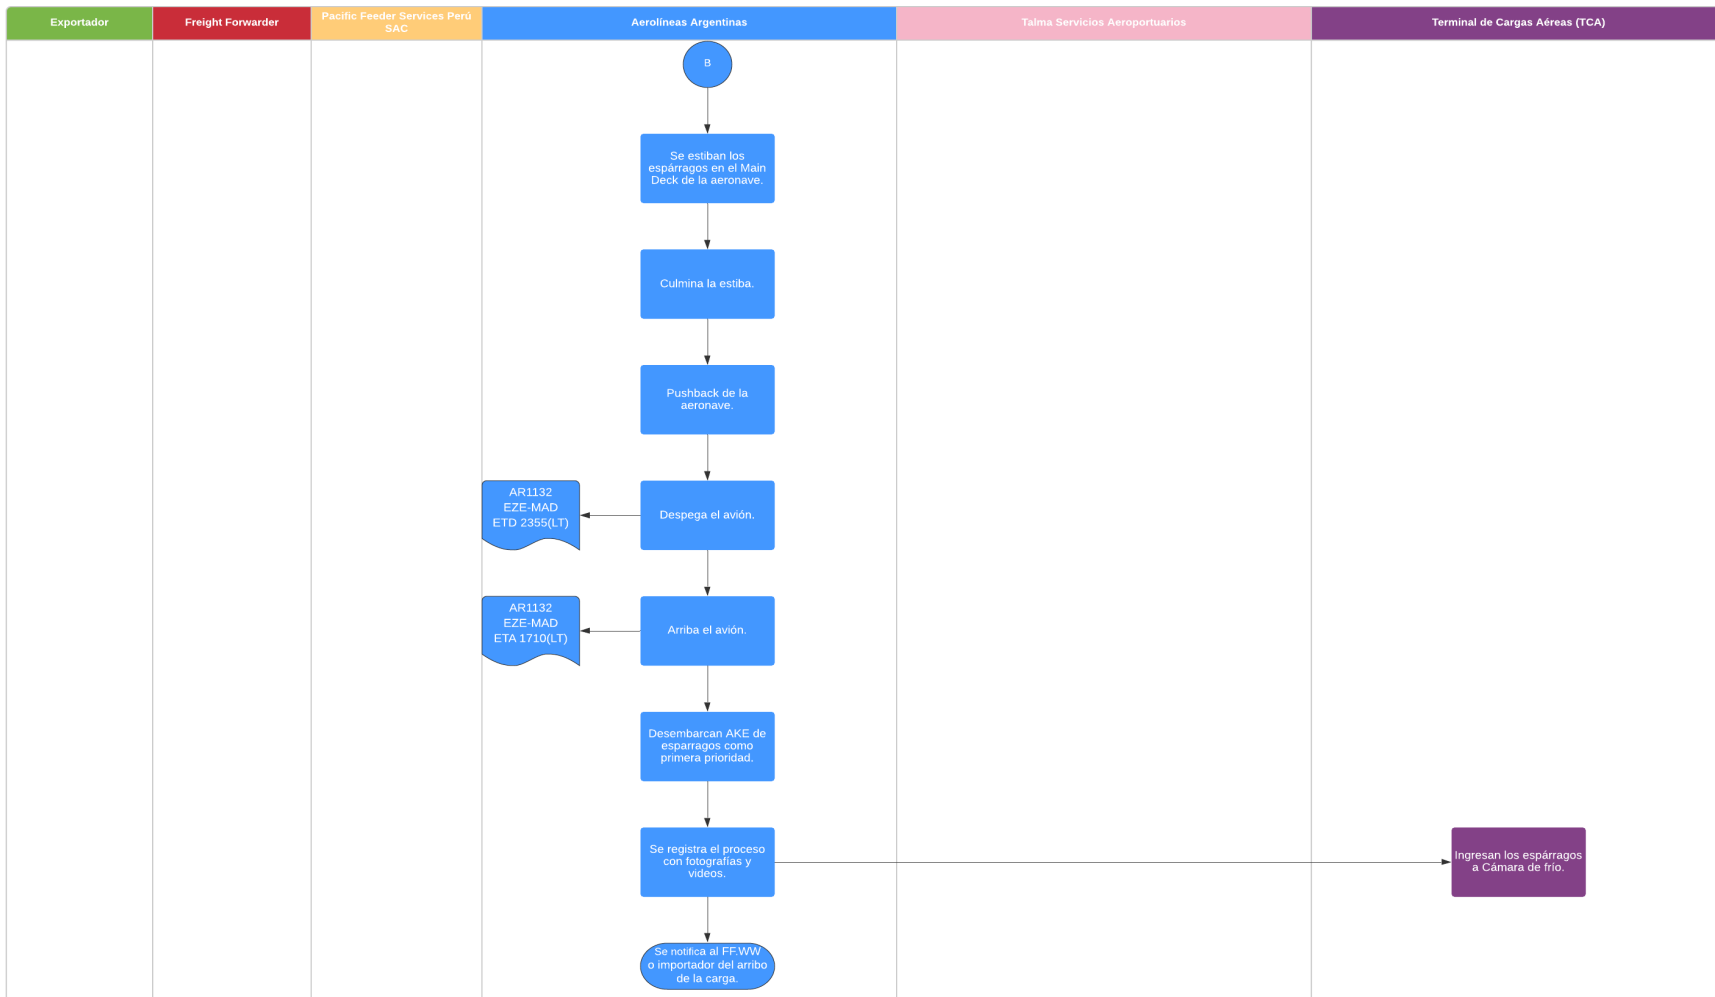 Exportador
Freight Forwarder
Pacific Feeder Services Perú
SAC
Aerolíneas Argentinas
Talma Servicios Aeroportuarios
Terminal de Cargas Aéreas (TCA)
B
Se estiban los
espárragos en el Main
Deck de la aeronave.
Culmina la estiba.
Pushback de la
aeronave.
AR1132
EZE-MAD
ETD 2355(LT)
Despega el avión.
AR1132
EZE-MAD
ETA 1710(LT)
Arriba el avión.
Desembarcan AKE de
esparragos como
primera prioridad.
Se registra el proceso
con fotografías y
videos.
Ingresan los espárragos
a Cámara de frío.
Se notifica al FF.WW
o importador del arribo
de la carga.